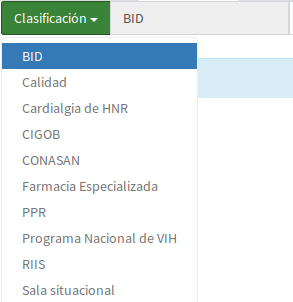 Clasificación BID
BID
Calidad
Cardialgia de HNR
CIGOB
CONASAN
Farmacia Especializada
PPR
Programa Nacional de VIH
RIIS
Sala situacional